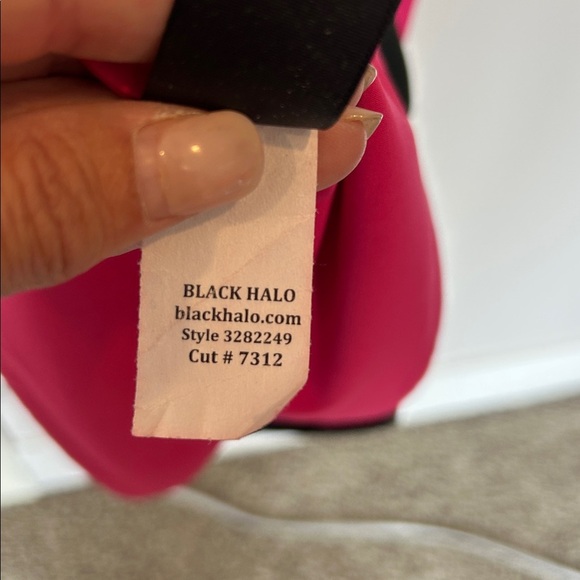 BLACK HALO
blackhalo.com
Style 3282249
Cut # 7312